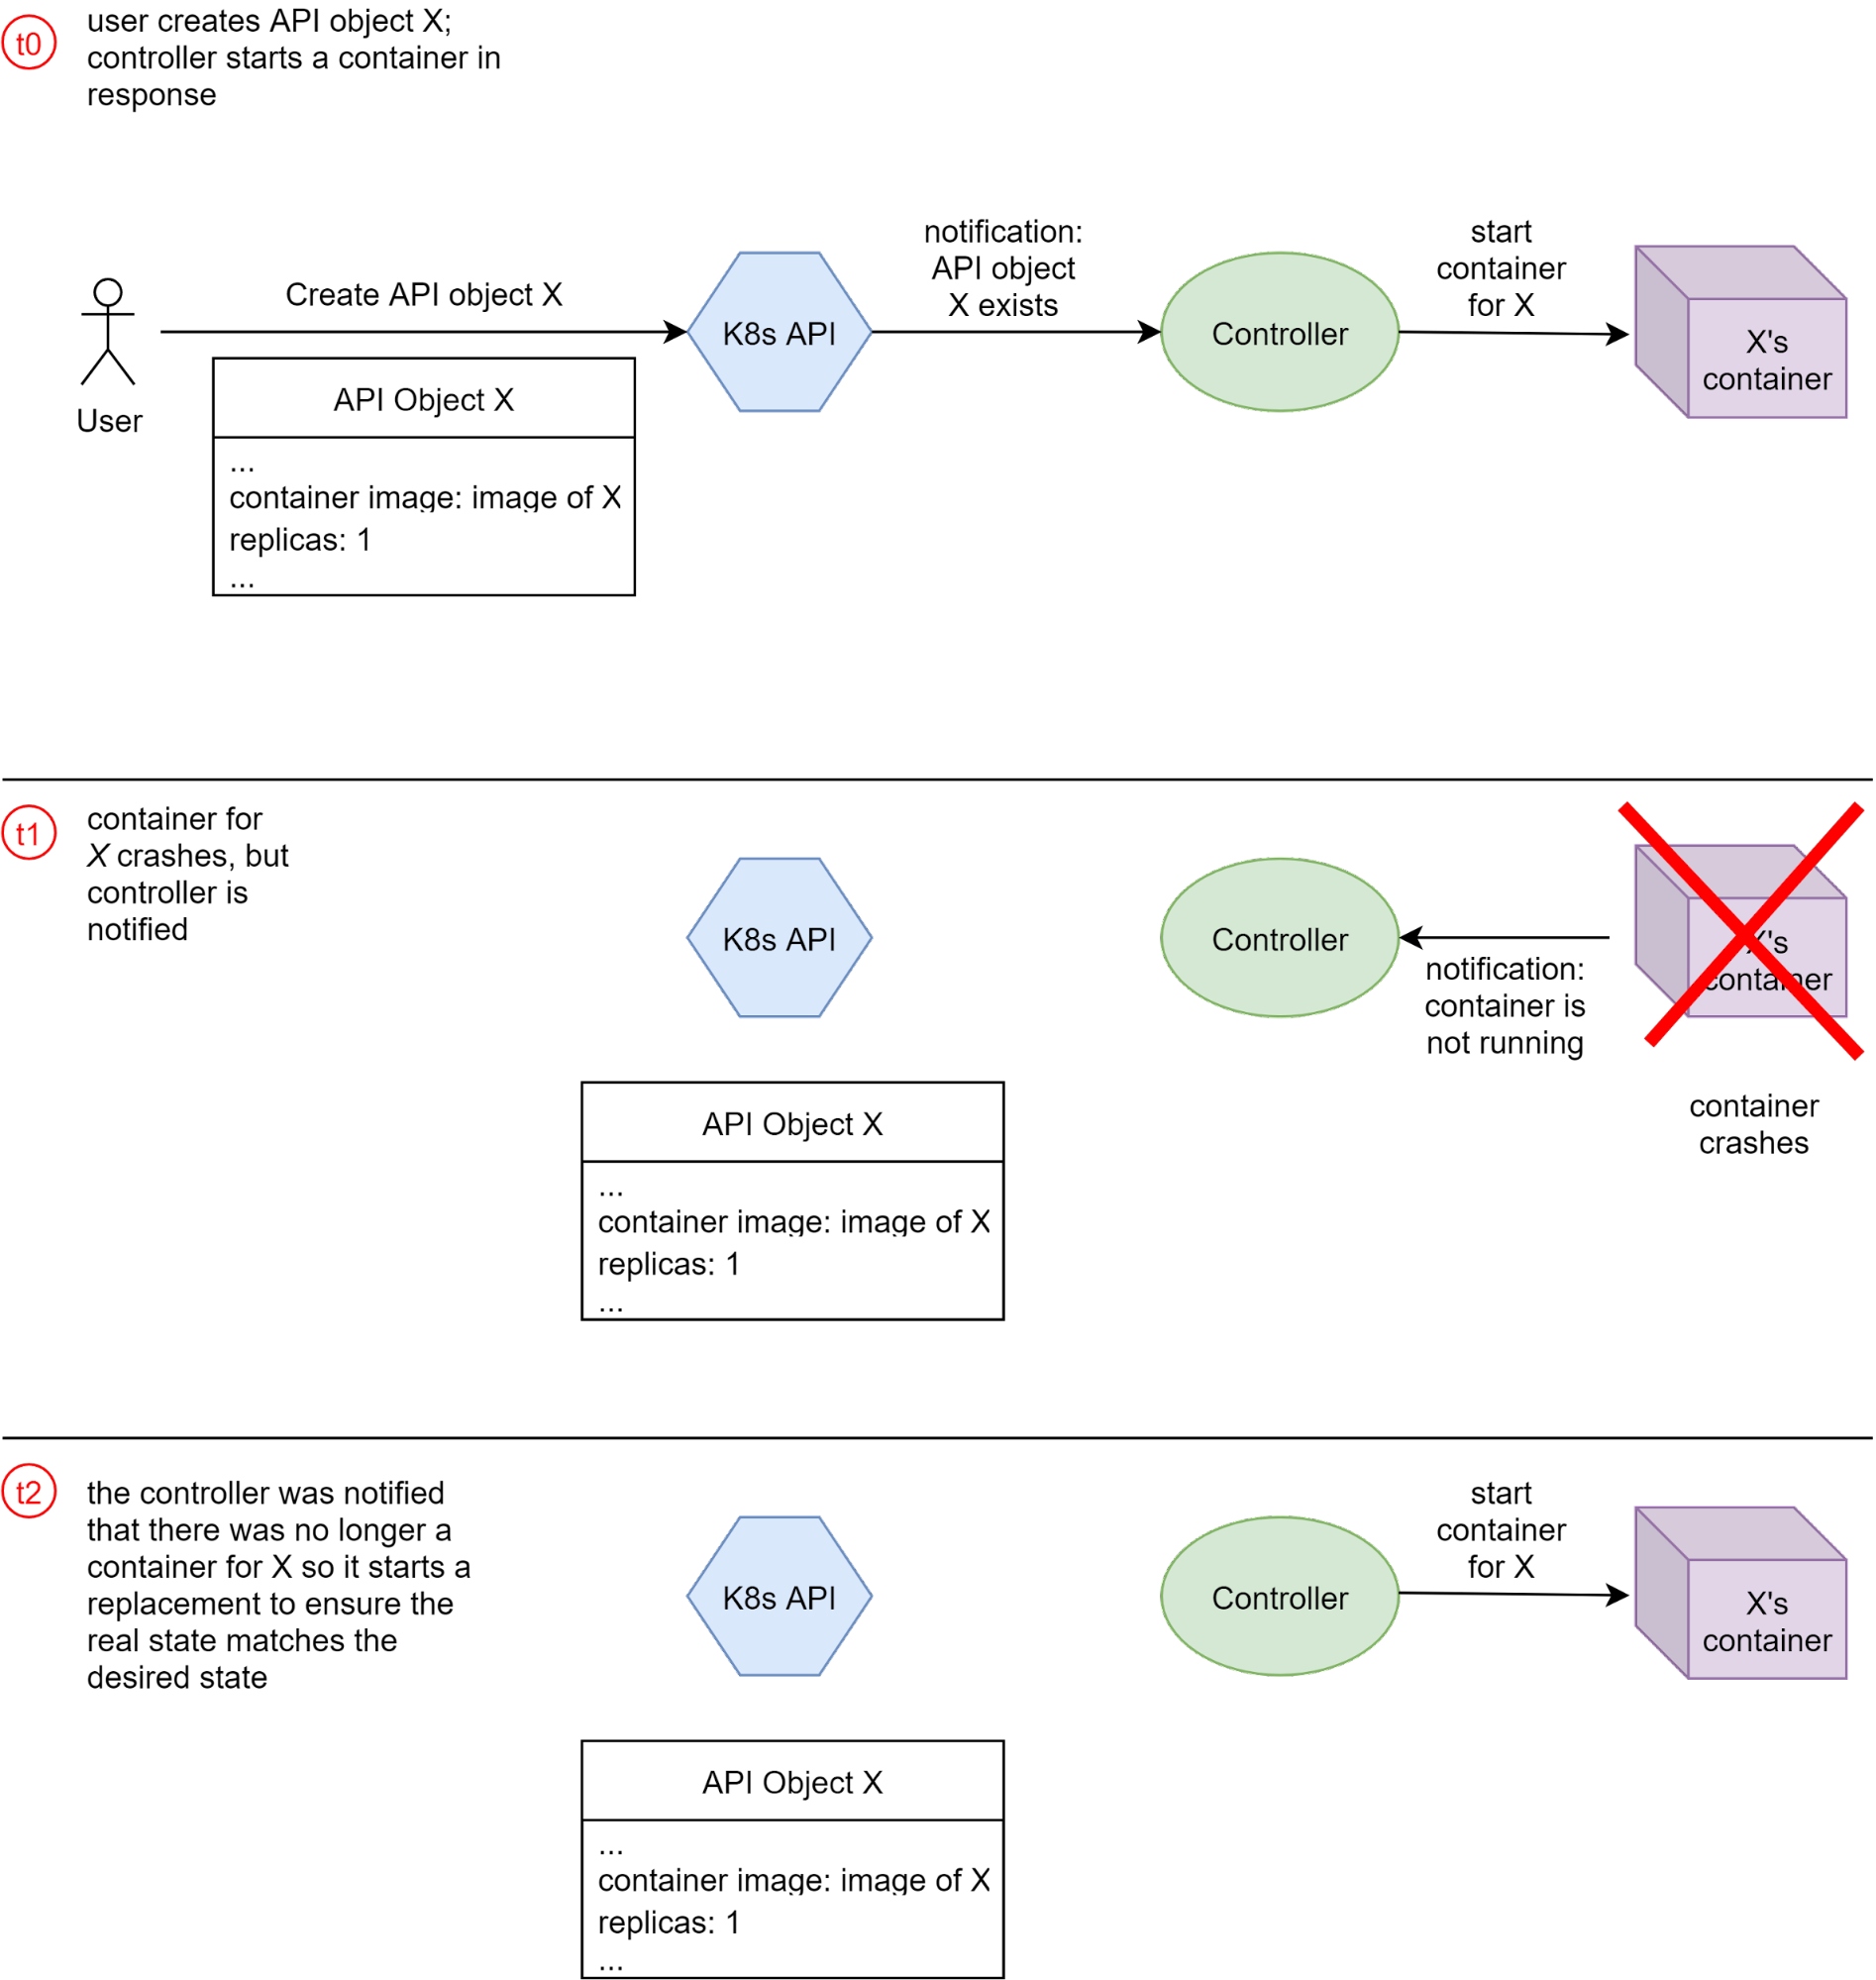 t0
user creates API object X;
controller starts a container in
response
User
Create API object X
API Object X
...
container image: image of X
replicas: 1
...
K8s API
notification:
API object
X exists
Controller
start
container
for X
X's
container
t1
container for
X crashes, but
controller is
notified
K8s API
API Object X
...
container image: image of X
replicas: 1
...
Controller
notification:
container is
not running
X's
container
container
crashes
t2
the controller was notified
that there was no longer a
container for X so it starts a
replacement to ensure the
real state matches the
desired state
K8s API
API Object X
...
container image: image of X
replicas: 1
...
Controller
start
container
for X
X's
container